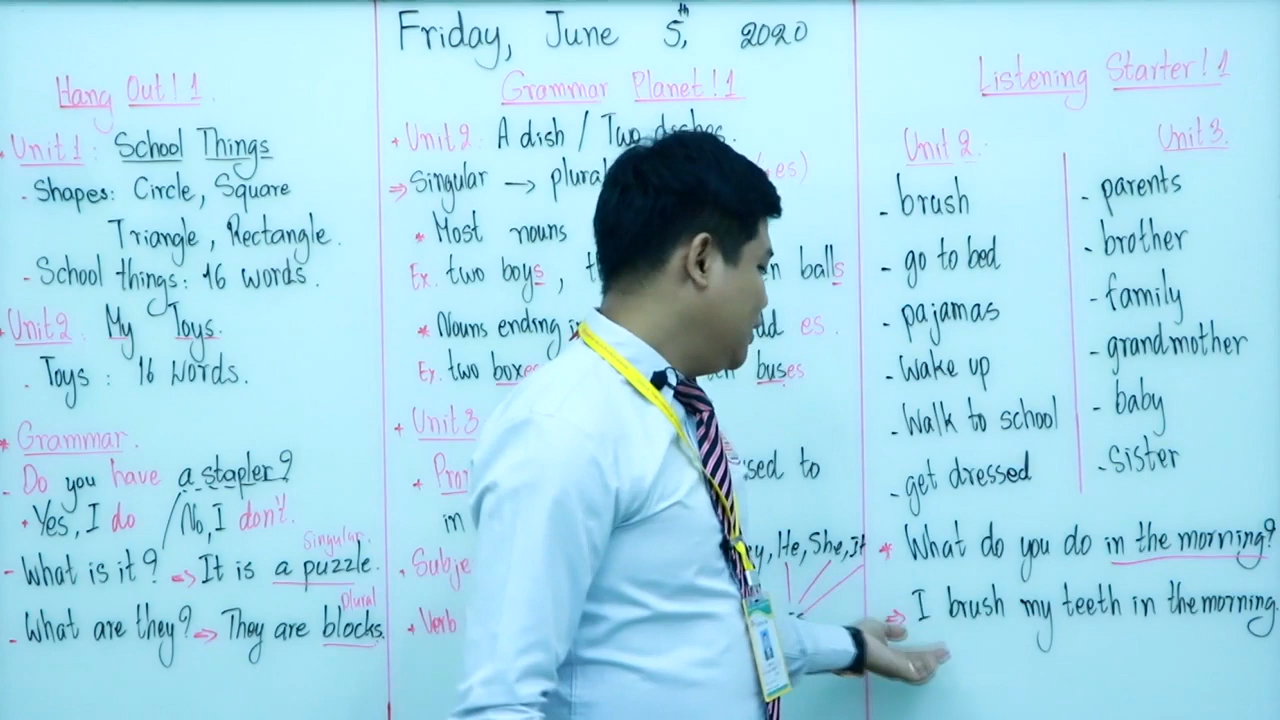 Friday, June 5th, 2020
Hang Out! 1
+ Unit 1: School Things
- Shapes: Circle, Square
Triangle, Rectangle.
- School things: 16 words.
+ Unit 2: My Toys.
- Toys: 16 words.
* Grammar.
- Do you have a stapler?
+ Yes, I do / No, I don't.
- What is it? => It is a puzzle.
singular.
- What are they? => They are blocks.
Plural
Grammar Planet! 1
+ Unit 2: A dish / Two dishes.
=> Singular → plural es)
* Most nouns
Ex. two boys, balls
* Nouns ending add es.
Ex. two boxes buses
+ Unit 3
in
He, She, It
+ Verb
Listening Starter! 1
Unit 2.
- brush
- go to bed
- pajamas
- Wake up
- Walk to school
- get dressed
Unit 3.
- parents
- brother
- family
- grandmother
- baby
- Sister
* What do you do in the morning?
=> I brush my teeth in the morning.